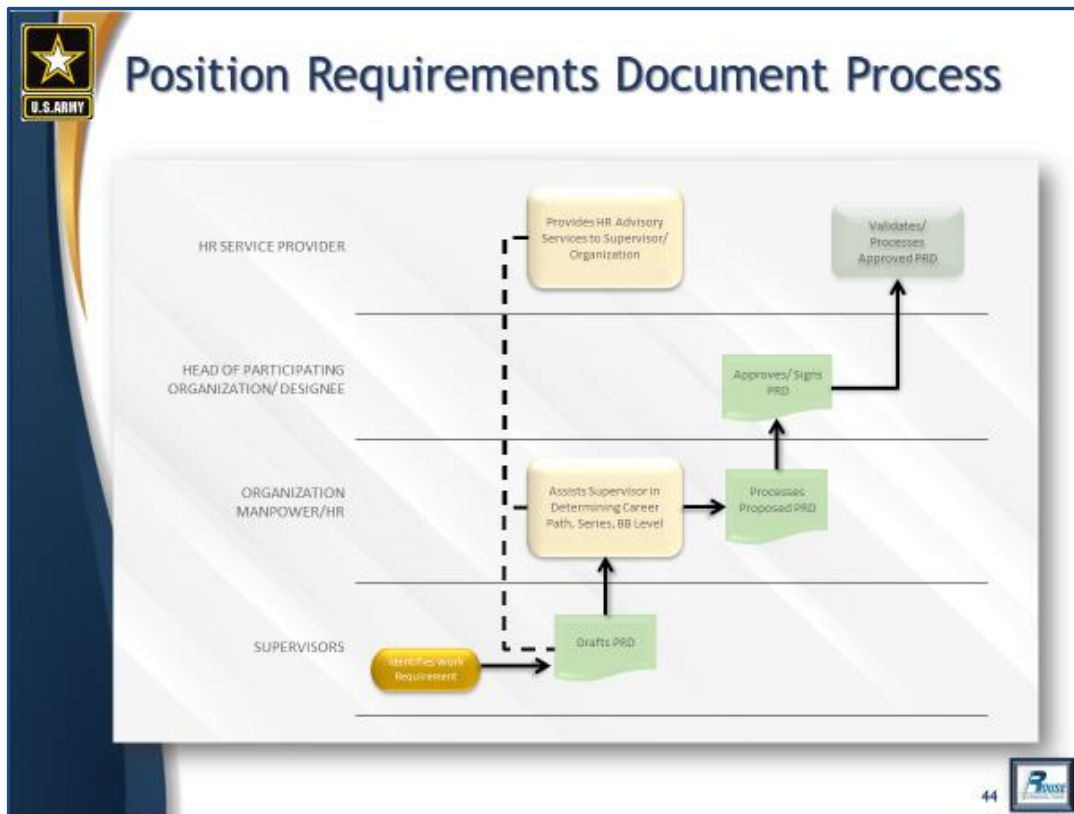 U.S.ARMY
Position Requirements Document Process
HR SERVICE PROVIDER
Provides HR Advisory
Services to Supervisor/
Organization
Validates/
Processes
Approved PRD
HEAD OF PARTICIPATING
ORGANIZATION/ DESIGNEE
Approves/ Signs
PRD
ORGANIZATION
MANPOWER/HR
Assists Supervisor in
Determining Career
Path, Series, BB Level
Processes
Proposed PRD
SUPERVISORS
Drafts PRD
Identifies Work
Requirement
44